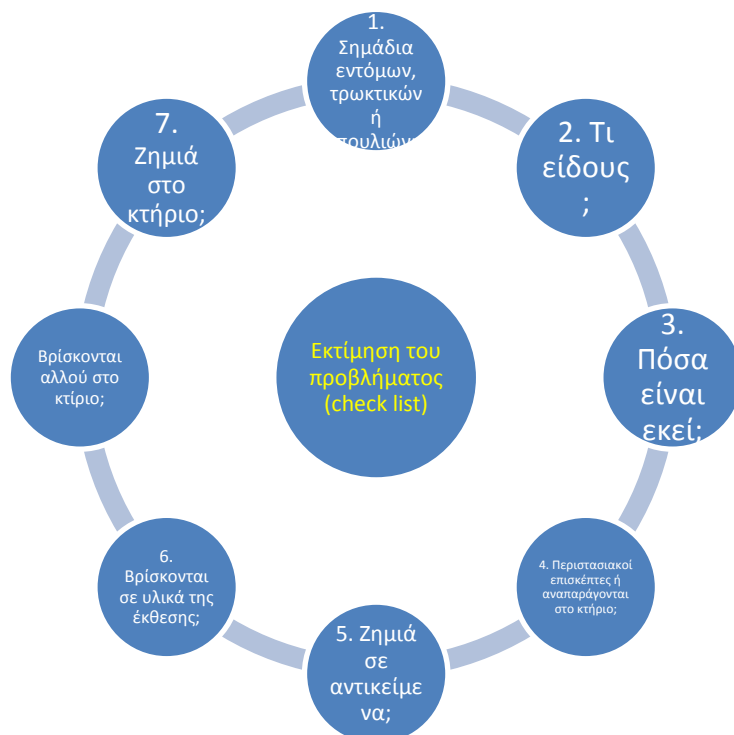 1.
Σημάδια
εντόμων,
τρωκτικών
ή
πουλιών;
2. Τι
είδους
;
3.
Πόσα
είναι
εκεί;
4. Περιστασιακοί
επισκέπτες ή
αναπαράγονται
στο κτήριο;
5. Ζημιά
σε
αντικείμε
να;
6.
Βρίσκονται
σε υλικά της
έκθεσης;
Βρίσκονται
αλλού στο
κτίριο;
7.
Ζημιά
στο
κτήριο;
Εκτίμηση του
προβλήματος
(check list)